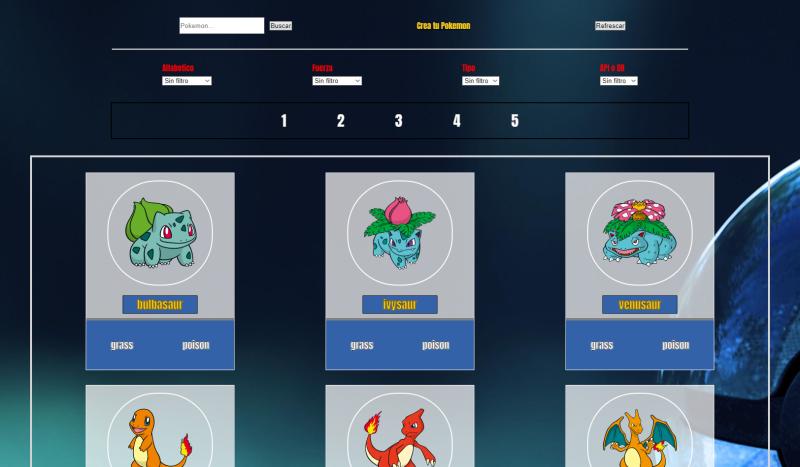 Pokemon... Buscar Crea tu Pokemon Refrescar
Alfabetico Fuerza Tipo API o DB
Sin filtro Sin filtro Sin filtro Sin filtro
1 2 3 4 5
bulbasaur ivysaur venusaur
grass poison grass poison grass poison